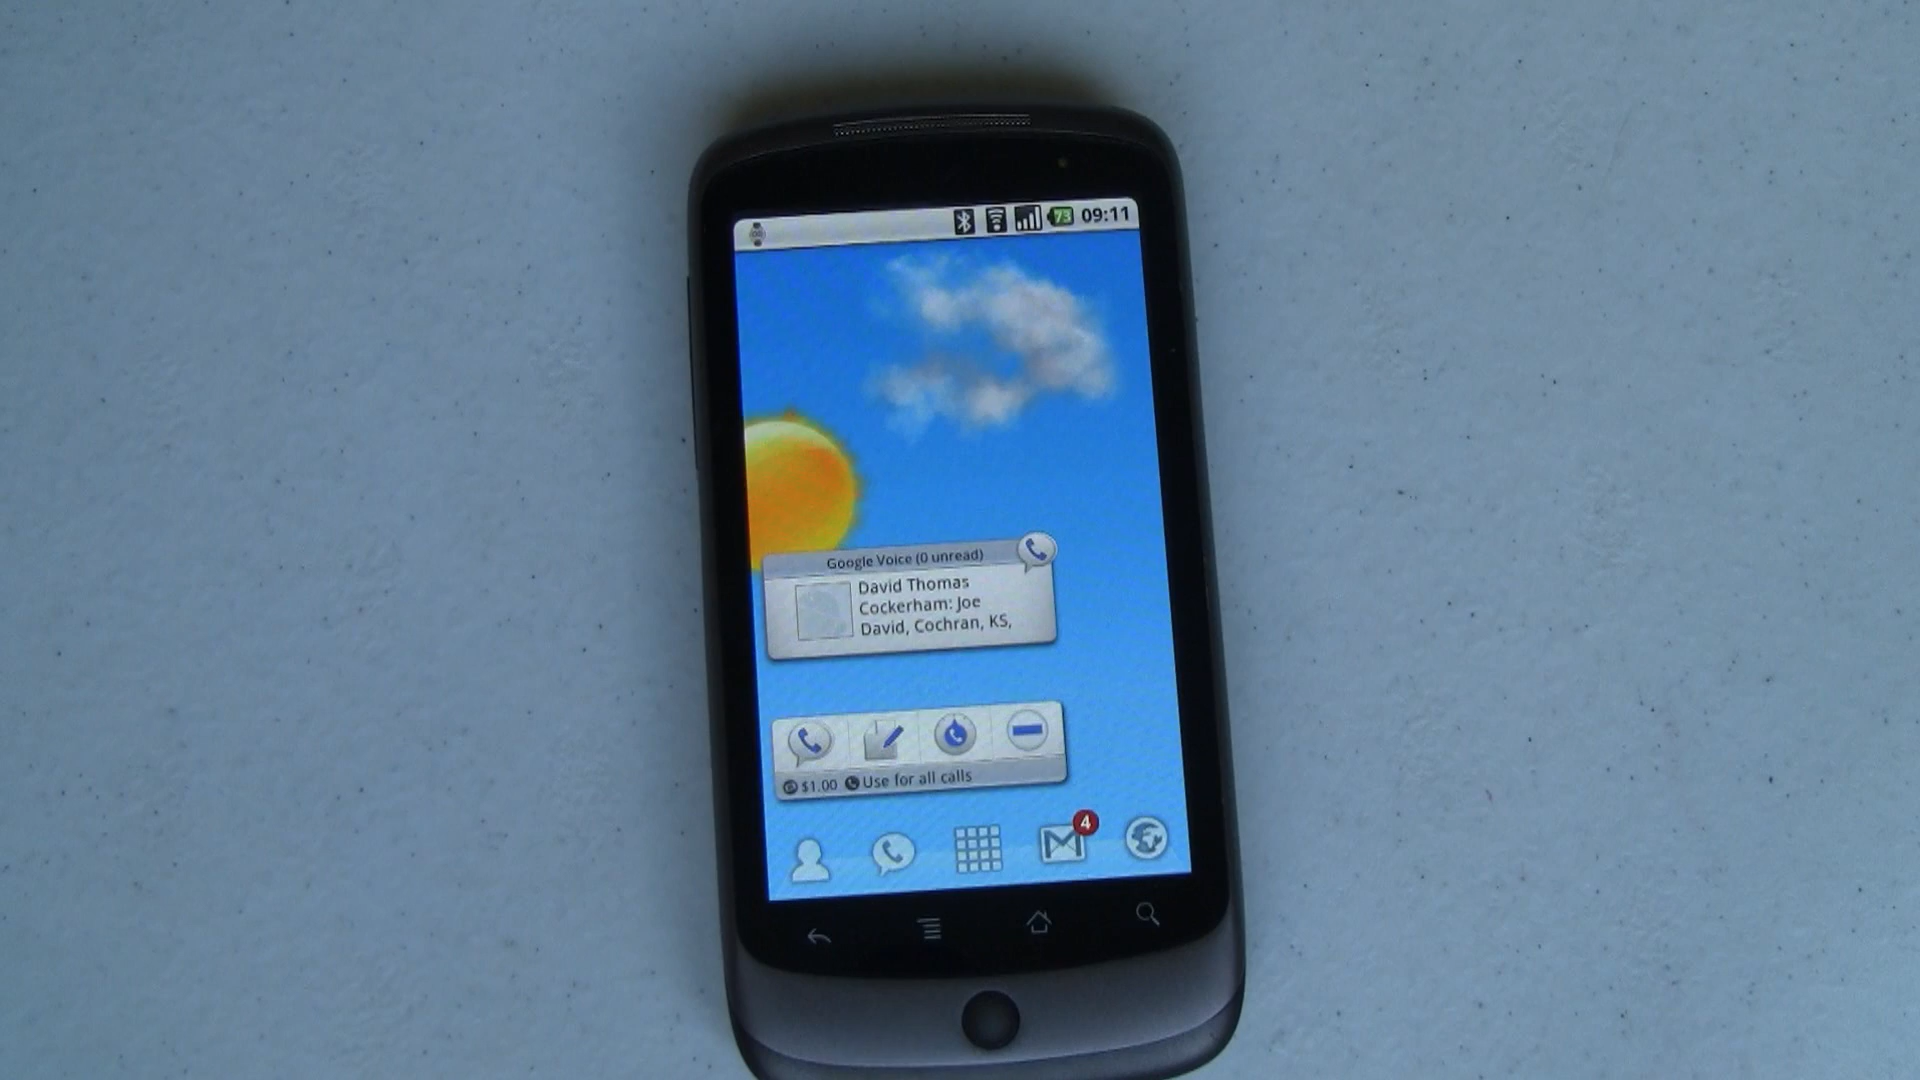 73 09:11
Google Voice (0 unread)
David Thomas
Cockerham: Joe
David, Cochran, KS,
$1.00 Use for all calls
4